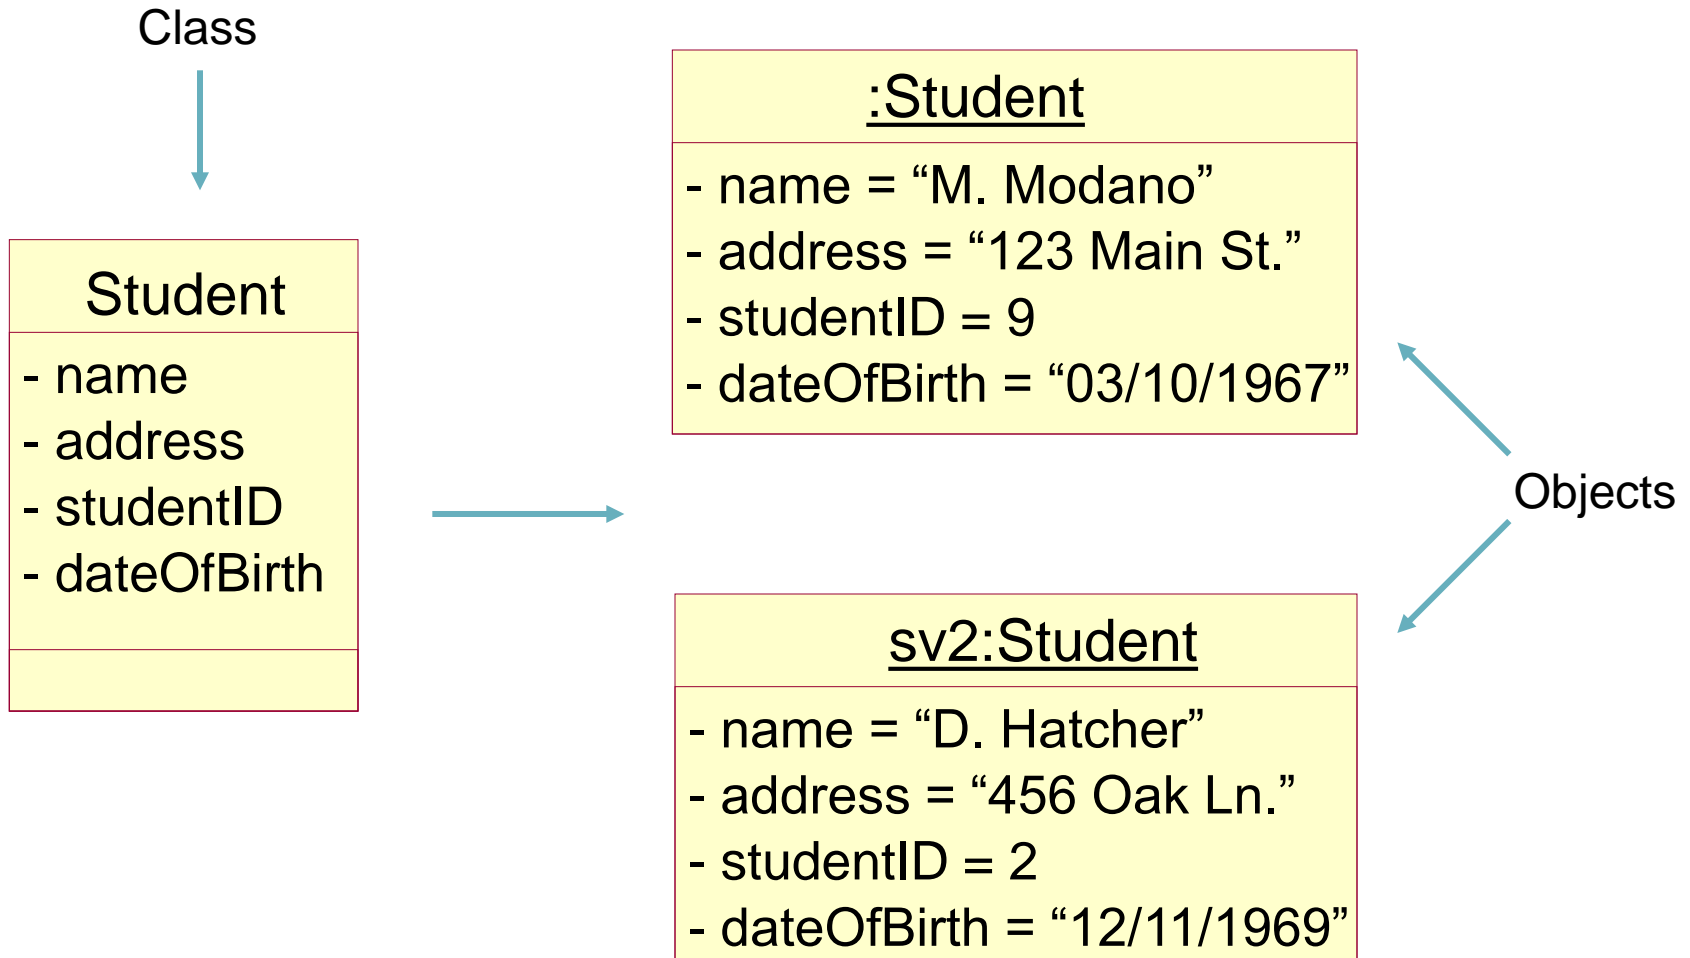 Class
Student
- name
- address
- studentID
- dateOfBirth
:Student
- name = “M. Modano”
- address = “123 Main St.”
- studentID = 9
- dateOfBirth = “03/10/1967”
Objects
sv2:Student
- name = “D. Hatcher”
- address = “456 Oak Ln.”
- studentID = 2
- dateOfBirth = “12/11/1969”